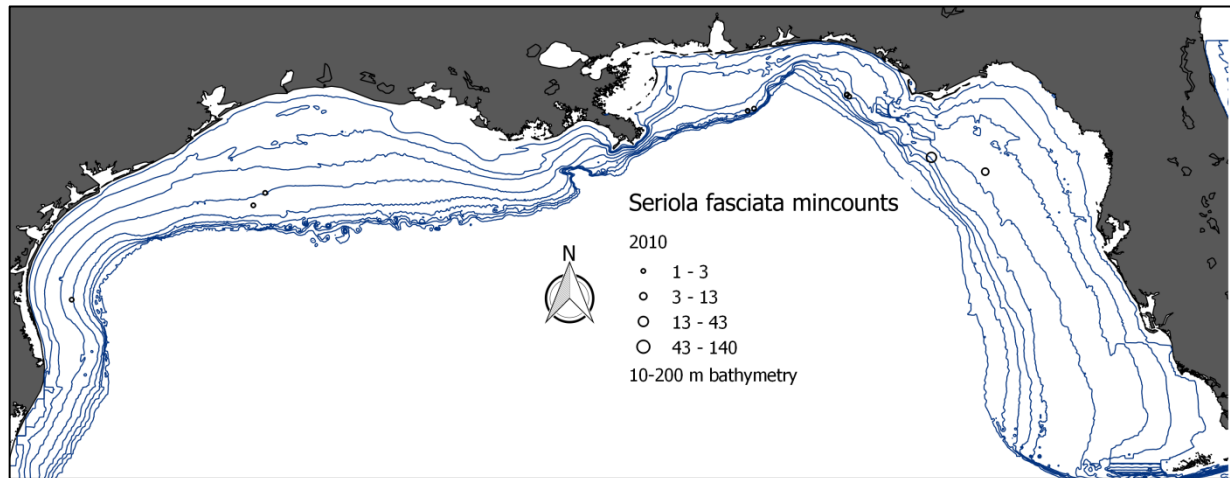 Seriola fasciata mincounts
2010
N
1 - 3
3 - 13
13 - 43
43 - 140
10-200 m bathymetry